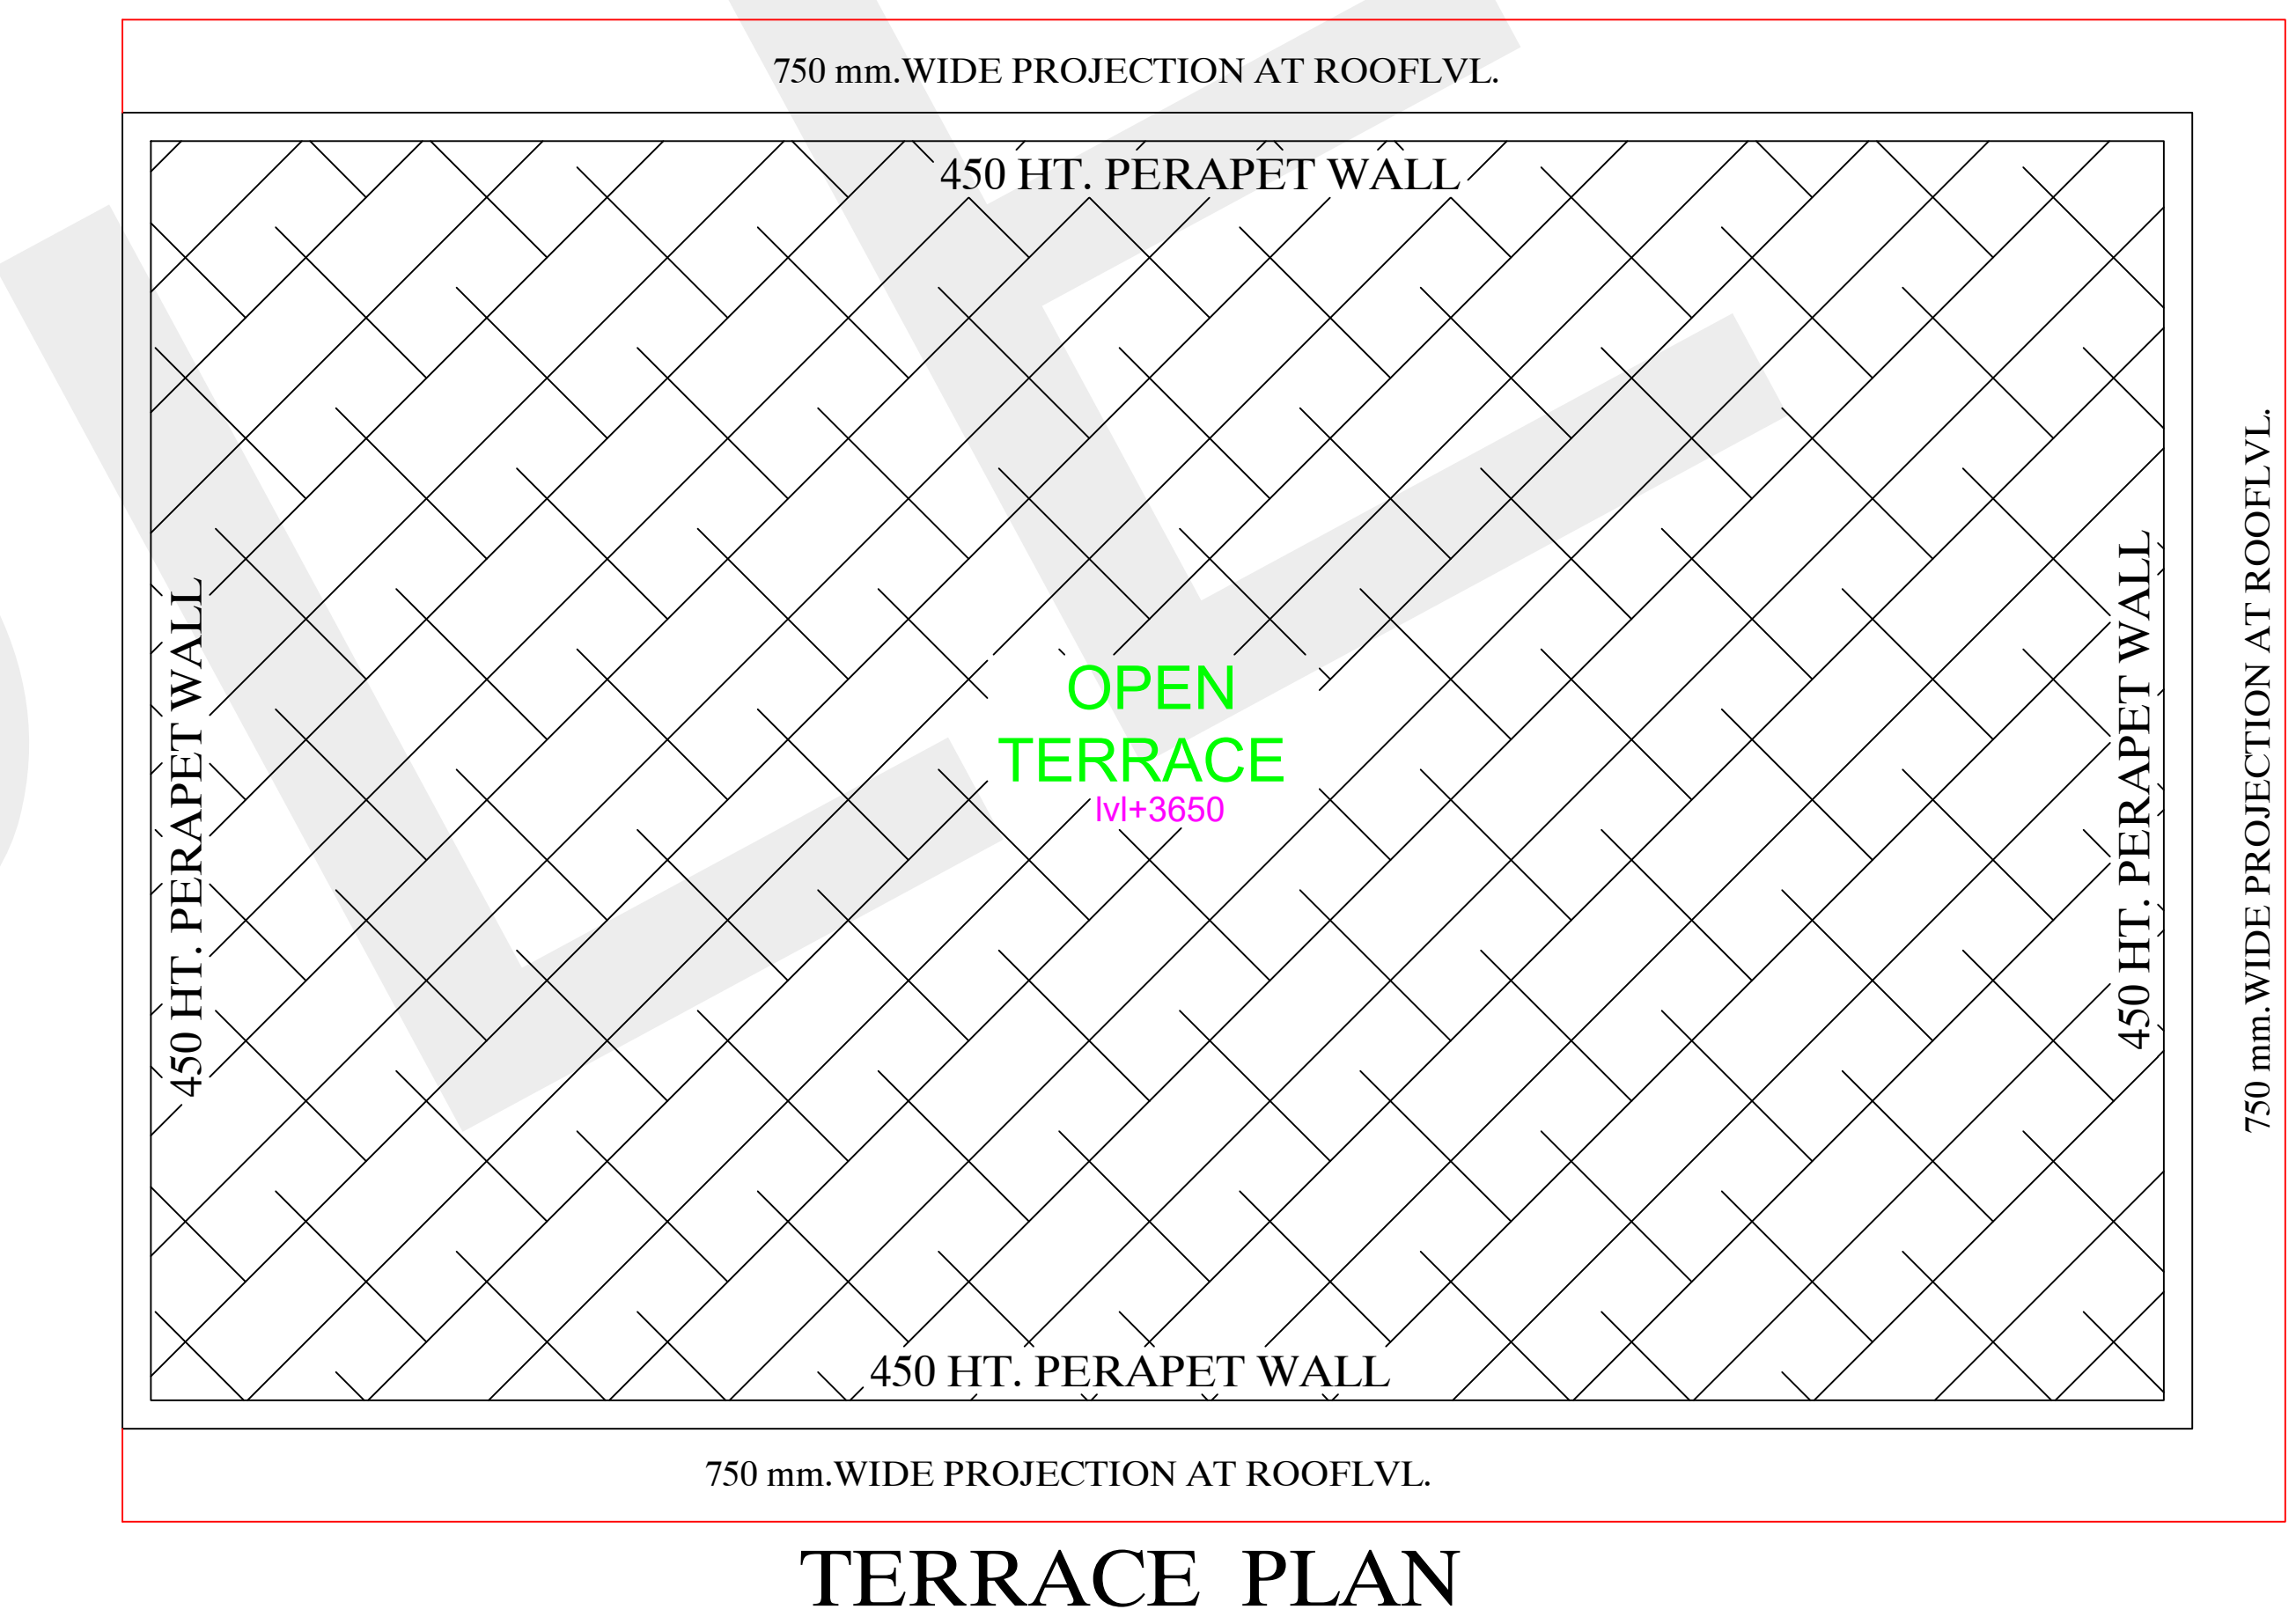 750 mm.WIDE PROJECTION AT ROOFLVL.
450 HT. PERAPET WALL
450 HT. PERAPET WALL
OPEN
TERRACE
lvl+3650
450 HT. PERAPET WALL
750 mm.WIDE PROJECTION AT ROOFLVL.
450 HT. PERAPET WALL
750 mm.WIDE PROJECTION AT ROOFLVL.
TERRACE PLAN